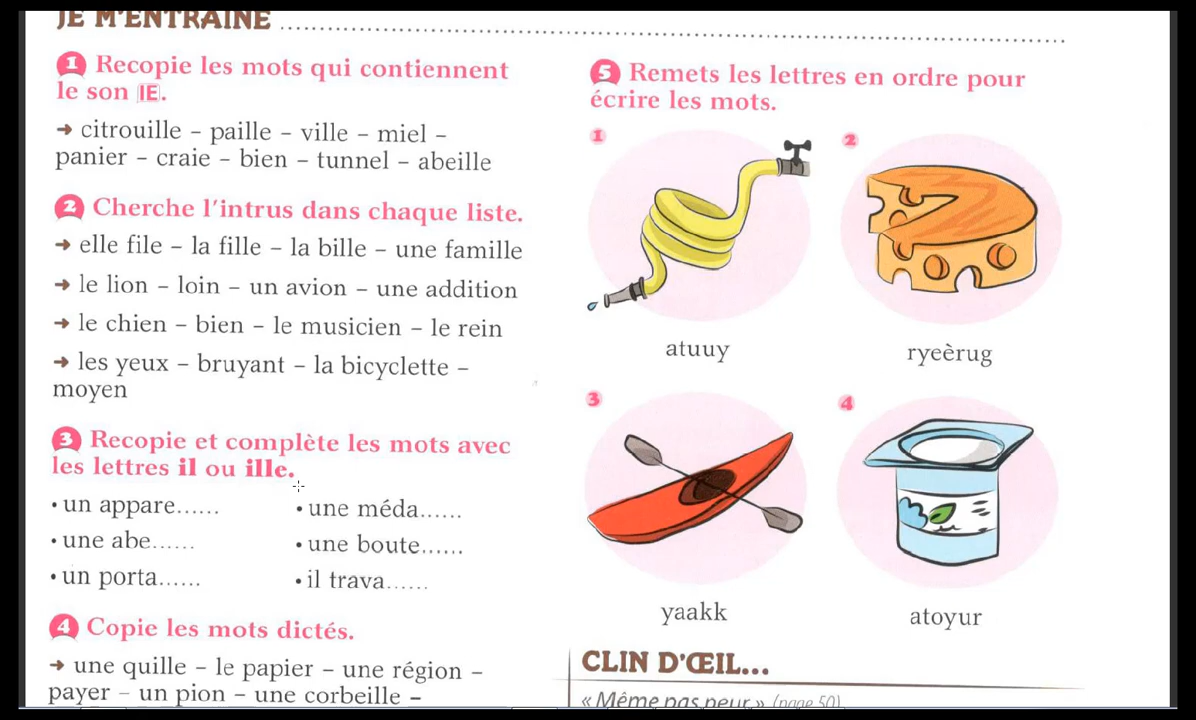 JE M'ENTRAINE
1 Recopie les mots qui contiennent
le son IE.
➜ citrouille – paille – ville – miel –
panier – craie – bien – tunnel – abeille
2 Cherche l'intrus dans chaque liste.
➜ elle file – la fille – la bille – une famille
➜ le lion – loin – un avion – une addition
➜ le chien – bien – le musicien – le rein
➜ les yeux – bruyant – la bicyclette –
moyen
3 Recopie et complète les mots avec
les lettres il ou ille.
• un appare......
• une méda......
• une abe......
• une boute......
• un porta......
• il trava......
4 Copie les mots dictés.
➜ une quille – le papier – une région –
payer – un pion – une corbeille –
5 Remets les lettres en ordre pour
écrire les mots.
1
2
atuuy
ryeèrug
3
4
yaakk
atoyur
CLIN D'ŒIL...
« Même pas peur » (page 50)